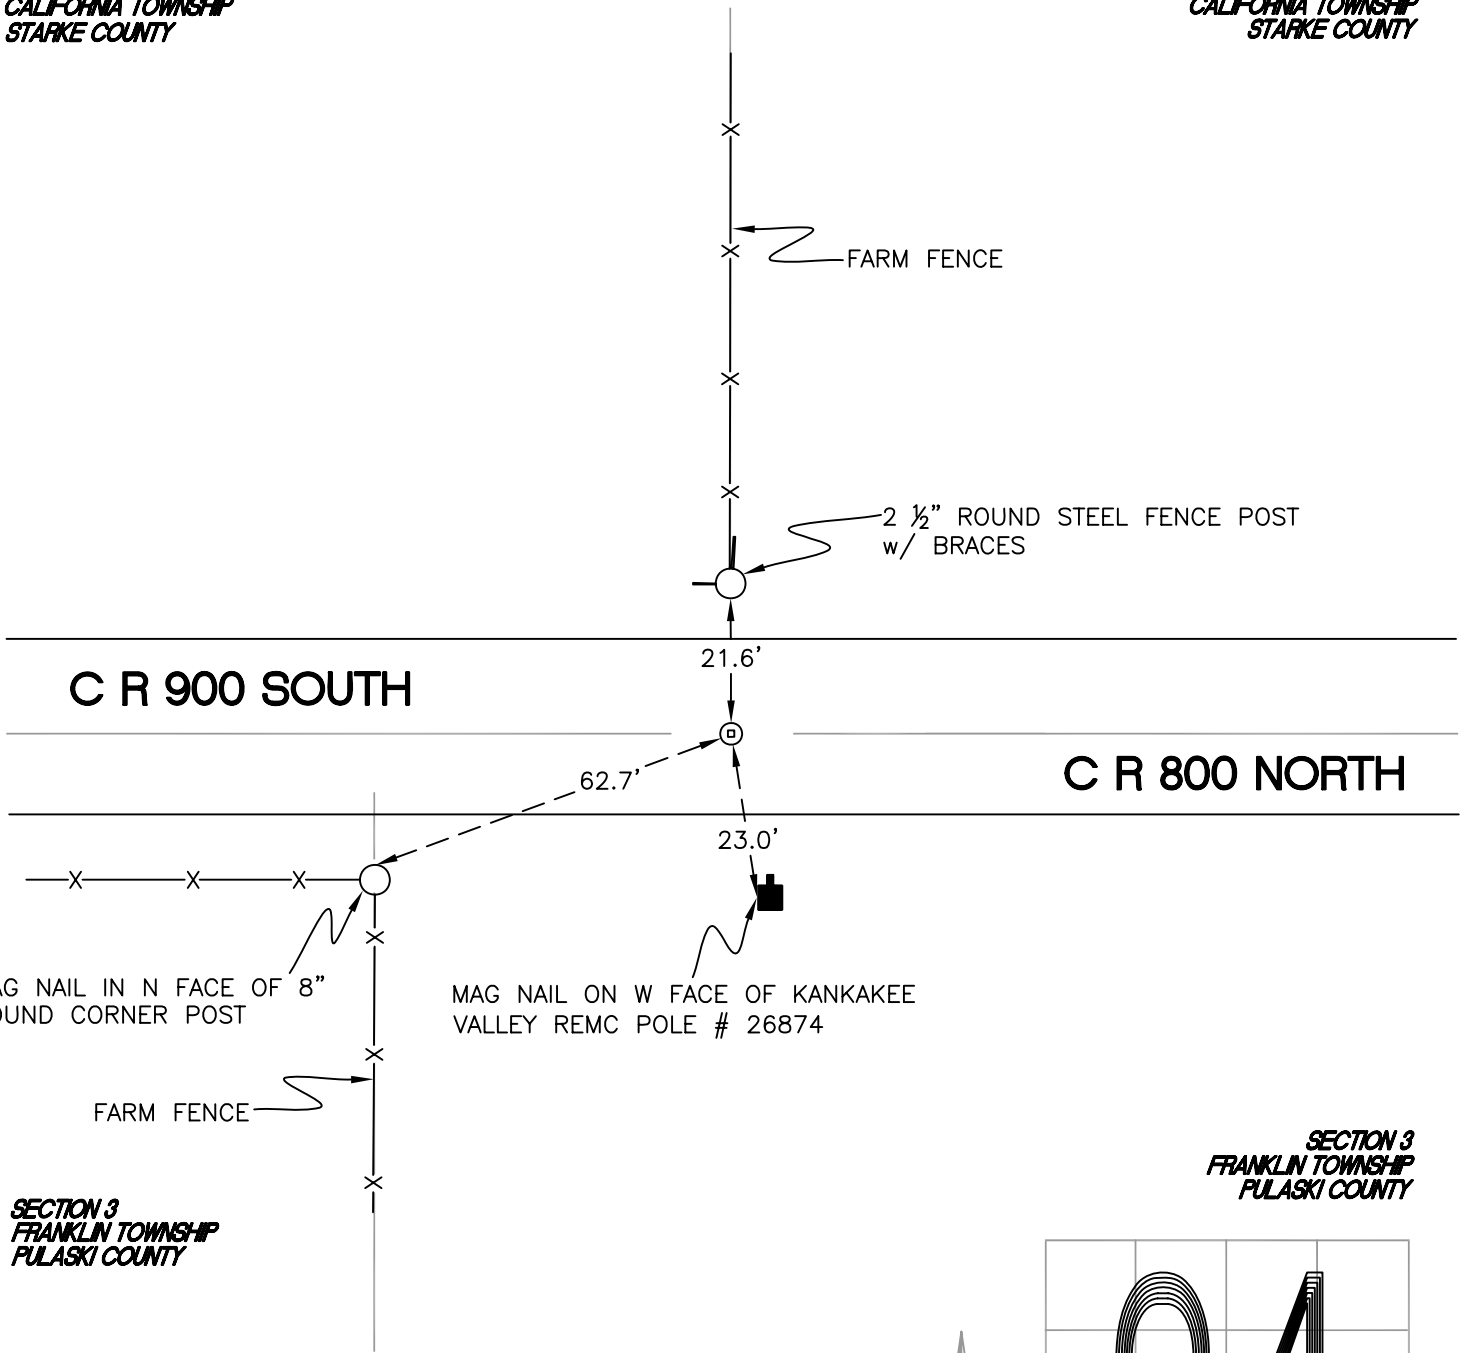 CALIFORNIA TOWNSHIP
STARKE COUNTY
CALIFORNIA TOWNSHIP
STARKE COUNTY
FARM FENCE
2 ½" ROUND STEEL FENCE POST
w/ BRACES
21.6'
C R 900 SOUTH
62.7'
C R 800 NORTH
23.0'
NAIL IN N FACE OF 8"
CORNER POST
MAG NAIL ON W FACE OF KANKAKEE
VALLEY REMC POLE # 26874
FARM FENCE
SECTION 3
FRANKLIN TOWNSHIP
PULASKI COUNTY
SECTION 3
FRANKLIN TOWNSHIP
PULASKI COUNTY